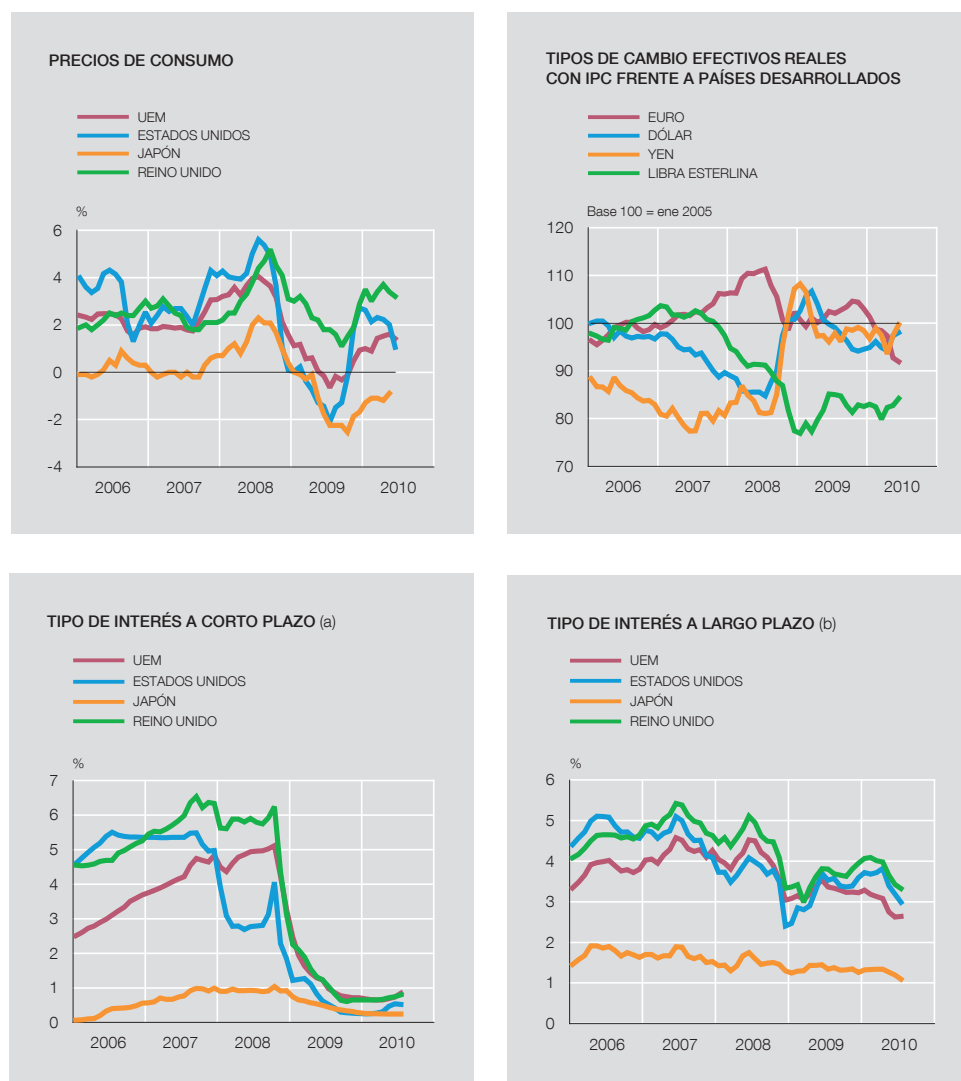 PRECIOS DE CONSUMO
UEM
ESTADOS UNIDOS
JAPÓN
REINO UNIDO
%
6
4
2
0
-2
-4
2006 2007 2008 2009 2010
TIPOS DE CAMBIO EFECTIVOS REALES
CON IPC FRENTE A PAÍSES DESARROLLADOS
EURO
DÓLAR
YEN
LIBRA ESTERLINA
Base 100 = ene 2005
120
110
100
90
80
70
2006 2007 2008 2009 2010
TIPO DE INTERÉS A CORTO PLAZO (a)
UEM
ESTADOS UNIDOS
JAPÓN
REINO UNIDO
%
7
6
5
4
3
2
1
0
2006 2007 2008 2009 2010
TIPO DE INTERÉS A LARGO PLAZO (b)
UEM
ESTADOS UNIDOS
JAPÓN
REINO UNIDO
%
6
5
4
3
2
1
0
2006 2007 2008 2009 2010